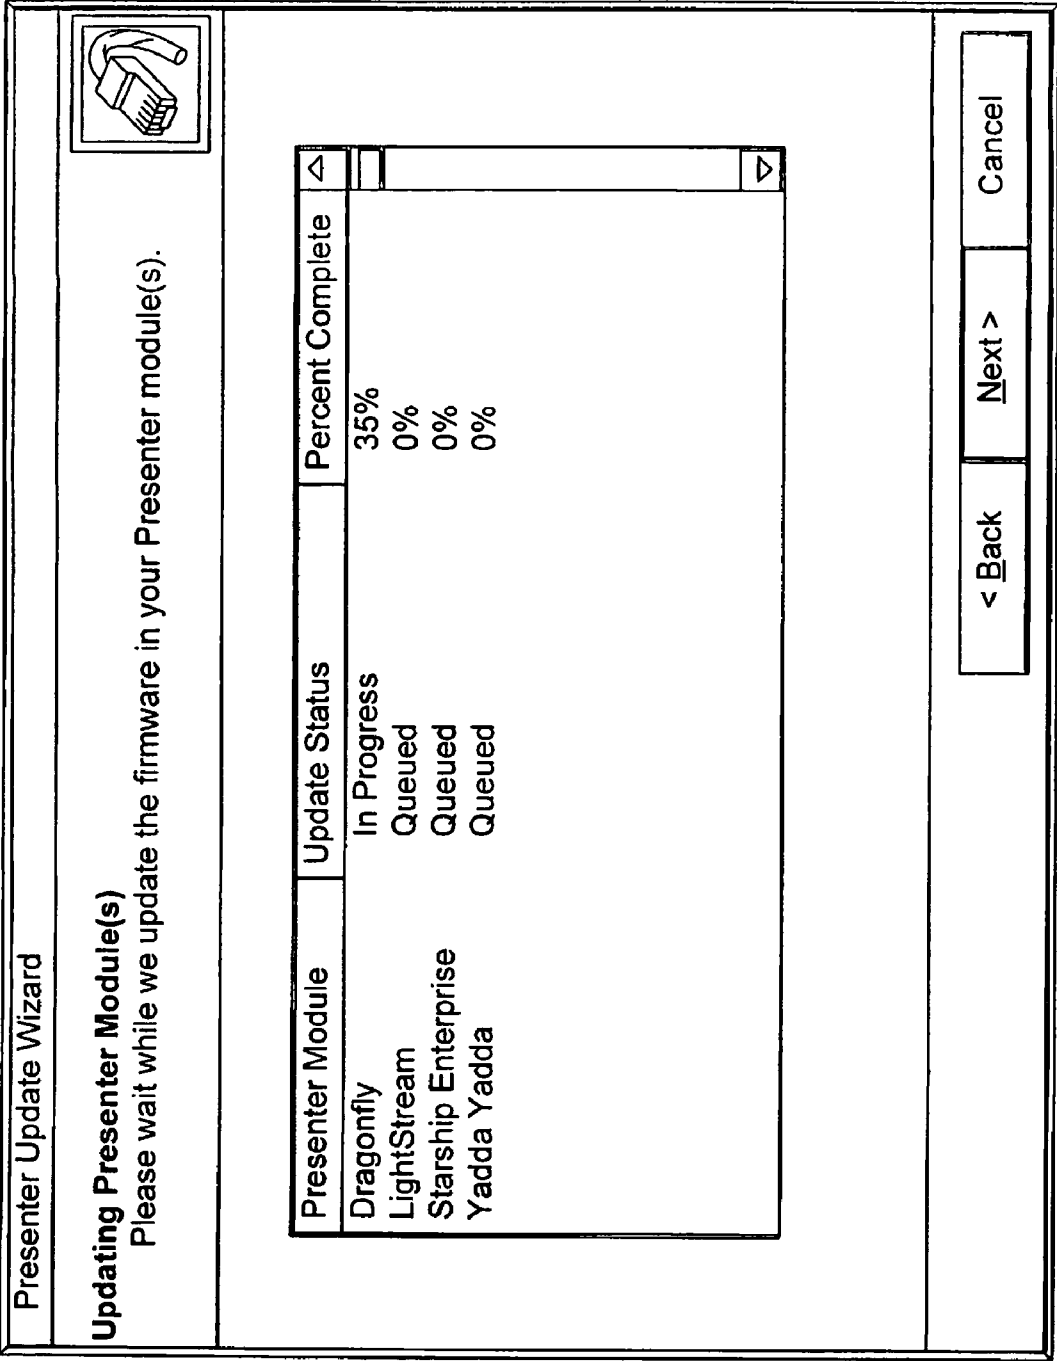 Presenter Update Wizard
Updating Presenter Module(s)
Please wait while we update the firmware in your Presenter module(s).
Presenter Module Update Status Percent Complete
Dragonfly In Progress 35%
LightStream Queued 0%
Starship Enterprise Queued 0%
Yadda Yadda Queued 0%
< Back Next > Cancel